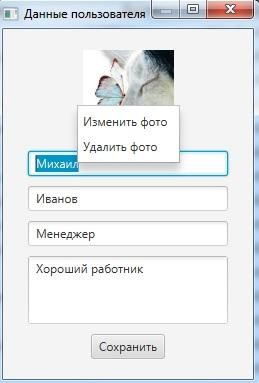 Данные пользователя
Изменить фото
Удалить фото
Михаил
Иванов
Менеджер
Хороший работник
Сохранить